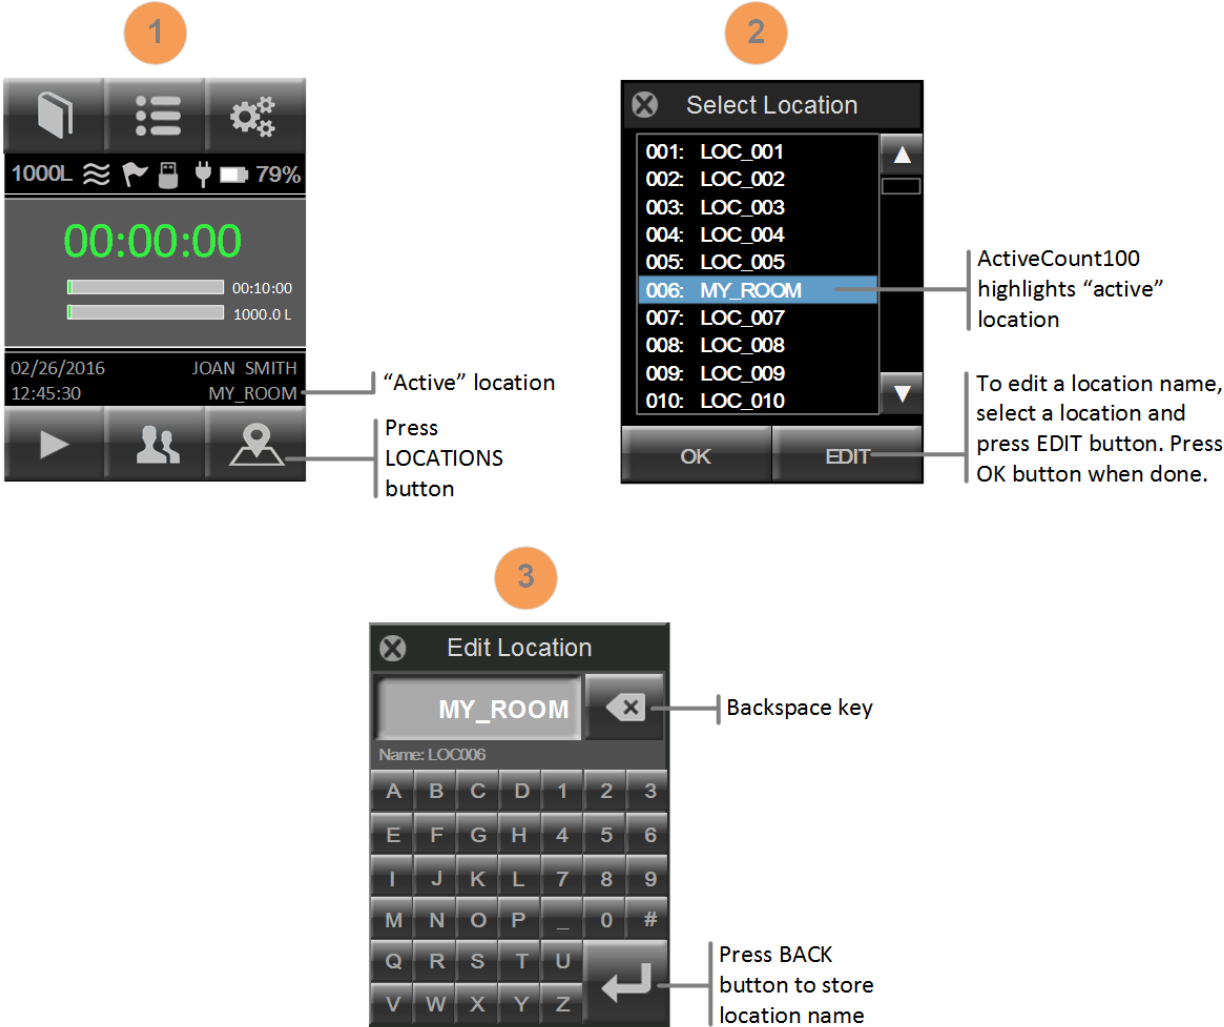 1
1000L 79%
00:00:00
00:10:00
1000.0 L
02/26/2016 JOAN SMITH
12:45:30 MY_ROOM
"Active" location
Press
LOCATIONS
button
2
Select Location
001: LOC_001
002: LOC_002
003: LOC_003
004: LOC_004
005: LOC_005
006: MY_ROOM
007: LOC_007
008: LOC_008
009: LOC_009
010: LOC_010
OK EDIT
ActiveCount100
highlights “active”
location
To edit a location name,
select a location and
press EDIT button. Press
OK button when done.
3
Edit Location
MY_ROOM
Name: LOC006
A B C D 1 2 3
E F G H 4 5 6
I J K L 7 8 9
M N O P _ 0 #
Q R S T U
V W X Y Z
Backspace key
Press BACK
button to store
location name